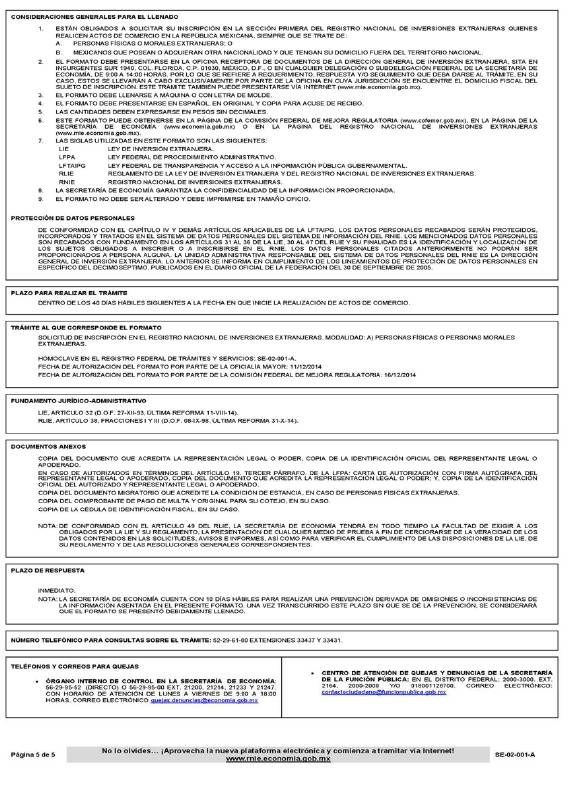 CONSIDERACIONES GENERALES PARA EL LLENADO
1. ESTÁN OBLIGADOS A SOLICITAR SU INSCRIPCIÓN EN LA SECCIÓN PRIMERA DEL REGISTRO NACIONAL DE INVERSIONES EXTRANJERAS QUIENES
REALICEN ACTOS DE COMERCIO EN LA REPÚBLICA MEXICANA, SIEMPRE QUE SE TRATE DE:
A. PERSONAS FÍSICAS O MORALES EXTRANJERAS; O
B. MEXICANOS QUE POSEAN O ADQUIERAN OTRA NACIONALIDAD Y QUE TENGAN SU DOMICILIO FUERA DEL TERRITORIO NACIONAL.
2. EL FORMATO DEBE PRESENTARSE EN LA OFICINA RECEPTORA DE DOCUMENTOS DE LA DIRECCIÓN GENERAL DE INVERSIÓN EXTRANJERA, SITA EN
INSURGENTES SUR 1940, COL. FLORIDA, C.P. 01030, MÉXICO, D.F., O EN CUALQUIER DELEGACIÓN O SUBDELEGACIÓN FEDERAL DE LA SECRETARÍA DE
ECONOMÍA, DE 9:00 A 14:00 HORAS. POR LO QUE SE REFIERE A REQUERIMIENTO, RESPUESTA Y/O SEGUIMIENTO QUE DEBA DARSE AL TRÁMITE, EN SU
CASO, ESTOS SE LLEVARÁN A CABO EXCLUSIVAMENTE POR PARTE DE LA OFICINA EN CUYA JURISDICCIÓN SE ENCUENTRE EL DOMICILIO FISCAL DEL
SUJETO DE INSCRIPCIÓN. ESTE TRÁMITE TAMBIÉN PUEDE PRESENTARSE VÍA INTERNET (www.rnie.economia.gob.mx).
3. EL FORMATO DEBE LLENARSE A MÁQUINA O CON LETRA DE MOLDE.
4. EL FORMATO DEBE PRESENTARSE EN ESPAÑOL, EN ORIGINAL Y COPIA PARA ACUSE DE RECIBO.
5. LAS CANTIDADES DEBEN EXPRESARSE EN PESOS SIN DECIMALES.
6. ESTE FORMATO PUEDE OBTENERSE EN LA PÁGINA DE LA COMISIÓN FEDERAL DE MEJORA REGULATORIA (www.cofemer.gob.mx), EN LA PÁGINA DE LA
SECRETARÍA DE ECONOMÍA (www.economia.gob.mx) O EN LA PÁGINA DEL REGISTRO NACIONAL DE INVERSIONES EXTRANJERAS
(www.rnie.economia.gob.mx).
7. LAS SIGLAS UTILIZADAS EN ESTE FORMATO SON LAS SIGUIENTES:
LIE LEY DE INVERSIÓN EXTRANJERA.
LFPA LEY FEDERAL DE PROCEDIMIENTO ADMINISTRATIVO.
LFTAIPG LEY FEDERAL DE TRANSPARENCIA Y ACCESO A LA INFORMACIÓN PÚBLICA GUBERNAMENTAL.
RLIE REGLAMENTO DE LA LEY DE INVERSIÓN EXTRANJERA Y DEL REGISTRO NACIONAL DE INVERSIONES EXTRANJERAS.
RNIE REGISTRO NACIONAL DE INVERSIONES EXTRANJERAS.
8. LA SECRETARÍA DE ECONOMÍA GARANTIZA LA CONFIDENCIALIDAD DE LA INFORMACIÓN PROPORCIONADA.
9. EL FORMATO NO DEBE SER ALTERADO Y DEBE IMPRIMIRSE EN TAMAÑO OFICIO.
PROTECCIÓN DE DATOS PERSONALES
DE CONFORMIDAD CON EL CAPÍTULO IV Y DEMÁS ARTÍCULOS APLICABLES DE LA LFTAIPG, LOS DATOS PERSONALES RECABADOS SERÁN PROTEGIDOS,
INCORPORADOS Y TRATADOS EN EL SISTEMA DE DATOS PERSONALES DEL SISTEMA DE INFORMACIÓN DEL RNIE. LOS MENCIONADOS DATOS PERSONALES
SON RECABADOS CON FUNDAMENTO EN LOS ARTÍCULOS 31 AL 36 DE LA LIE, 30 AL 47 DEL RLIE Y SU FINALIDAD ES LA IDENTIFICACIÓN Y LOCALIZACIÓN DE
LOS SUJETOS OBLIGADOS A INSCRIBIR O A INSCRIBIRSE EN EL RNIE. LOS DATOS PERSONALES CITADOS ANTERIORMENTE NO PODRÁN SER
PROPORCIONADOS A PERSONA ALGUNA. LA UNIDAD ADMINISTRATIVA RESPONSABLE DEL SISTEMA DE DATOS PERSONALES DEL RNIE ES LA DIRECCIÓN
GENERAL DE INVERSIÓN EXTRANJERA. LO ANTERIOR SE INFORMA EN CUMPLIMIENTO DE LOS LINEAMIENTOS DE PROTECCIÓN DE DATOS PERSONALES EN
ESPECÍFICO DEL DECIMOSÉPTIMO, PUBLICADOS EN EL DIARIO OFICIAL DE LA FEDERACIÓN DEL 30 DE SEPTIEMBRE DE 2005.
PLAZO PARA REALIZAR EL TRÁMITE
DENTRO DE LOS 40 DÍAS HÁBILES SIGUIENTES A LA FECHA EN QUE INICIE LA REALIZACIÓN DE ACTOS DE COMERCIO.
TRÁMITE AL QUE CORRESPONDE EL FORMATO
SOLICITUD DE INSCRIPCIÓN EN EL REGISTRO NACIONAL DE INVERSIONES EXTRANJERAS. MODALIDAD: A) PERSONAS FÍSICAS O PERSONAS MORALES
EXTRANJERAS.
HOMOCLAVE EN EL REGISTRO FEDERAL DE TRÁMITES Y SERVICIOS: SE-02-001-A.
FECHA DE AUTORIZACIÓN DEL FORMATO POR PARTE DE LA OFICIALÍA MAYOR: 11/12/2014
FECHA DE AUTORIZACIÓN DEL FORMATO POR PARTE DE LA COMISIÓN FEDERAL DE MEJORA REGULATORIA: 16/12/2014
FUNDAMENTO JURÍDICO-ADMINISTRATIVO
LIE, ARTÍCULO 32 (D.O.F. 27-XII-93, ÚLTIMA REFORMA 11-VIII-14).
RLIE, ARTÍCULO 38, FRACCIONES I Y III (D.O.F. 08-IX-98, ÚLTIMA REFORMA 31-X-14).
DOCUMENTOS ANEXOS
COPIA DEL DOCUMENTO QUE ACREDITA LA REPRESENTACIÓN LEGAL O PODER, COPIA DE LA IDENTIFICACIÓN OFICIAL DEL REPRESENTANTE LEGAL O
APODERADO.
EN CASO DE AUTORIZADOS EN TÉRMINOS DEL ARTÍCULO 19, TERCER PÁRRAFO, DE LA LFPA: CARTA DE AUTORIZACIÓN CON FIRMA AUTÓGRAFA DEL
REPRESENTANTE LEGAL O APODERADO, COPIA DEL DOCUMENTO QUE ACREDITA LA REPRESENTACIÓN LEGAL O PODER; Y, COPIA DE LA IDENTIFICACIÓN
OFICIAL DEL AUTORIZADO Y REPRESENTANTE LEGAL O APODERADO.
COPIA DEL DOCUMENTO MIGRATORIO QUE ACREDITE LA CONDICIÓN DE ESTANCIA, EN CASO DE PERSONAS FÍSICAS EXTRANJERAS.
COPIA DEL COMPROBANTE DE PAGO DE MULTA Y ORIGINAL PARA SU COTEJO, EN SU CASO.
COPIA DE LA CÉDULA DE IDENTIFICACIÓN FISCAL, EN SU CASO.
NOTA: DE CONFORMIDAD CON EL ARTÍCULO 49 DEL RLIE, LA SECRETARÍA DE ECONOMÍA TENDRÁ EN TODO TIEMPO LA FACULTAD DE EXIGIR A LOS
OBLIGADOS POR LA LIE Y SU REGLAMENTO, LA PRESENTACIÓN DE CUALQUIER MEDIO DE PRUEBA A FIN DE CERCIORARSE DE LA VERACIDAD DE LOS
DATOS CONTENIDOS EN LAS SOLICITUDES, AVISOS E INFORMES, ASÍ COMO PARA VERIFICAR EL CUMPLIMIENTO DE LAS DISPOSICIONES DE LA LIE, DE
SU REGLAMENTO Y DE LAS RESOLUCIONES GENERALES CORRESPONDIENTES.
PLAZO DE RESPUESTA
INMEDIATO.
NOTA: LA SECRETARÍA DE ECONOMÍA CUENTA CON 10 DÍAS HÁBILES PARA REALIZAR UNA PREVENCIÓN DERIVADA DE OMISIONES O INCONSISTENCIAS DE
LA INFORMACIÓN ASENTADA EN EL PRESENTE FORMATO. UNA VEZ TRANSCURRIDO ESTE PLAZO SIN QUE SE DÉ LA PREVENCIÓN, SE CONSIDERARÁ
QUE EL FORMATO SE PRESENTÓ DEBIDAMENTE LLENADO.
NÚMERO TELEFÓNICO PARA CONSULTAS SOBRE EL TRÁMITE: 52-29-61-00 EXTENSIONES 33437 Y 33431.
TELÉFONOS Y CORREOS PARA QUEJAS
• ÓRGANO INTERNO DE CONTROL EN LA SECRETARÍA DE ECONOMÍA:
56-29-95-52 (DIRECTO) O 56-29-95-00 EXT. 21200, 21214, 21233 Y 21247.
CON HORARIO DE ATENCIÓN DE LUNES A VIERNES DE 9:00 A 18:00
HORAS, CORREO ELECTRÓNICO quejas.denuncias@economia.gob.mx
• CENTRO DE ATENCIÓN DE QUEJAS Y DENUNCIAS DE LA SECRETARÍA
DE LA FUNCIÓN PÚBLICA: EN EL DISTRITO FEDERAL: 2000-3000, EXT.
2164, 2000-2000 Y/O 018001128700. CORREO ELECTRÓNICO:
contactociudadano@funcionpublica.gob.mx
Página 5 de 5
No lo olvides... ¡Aprovecha la nueva plataforma electrónica y comienza a tramitar vía Internet!
www.rnie.economia.gob.mx
SE-02-001-A